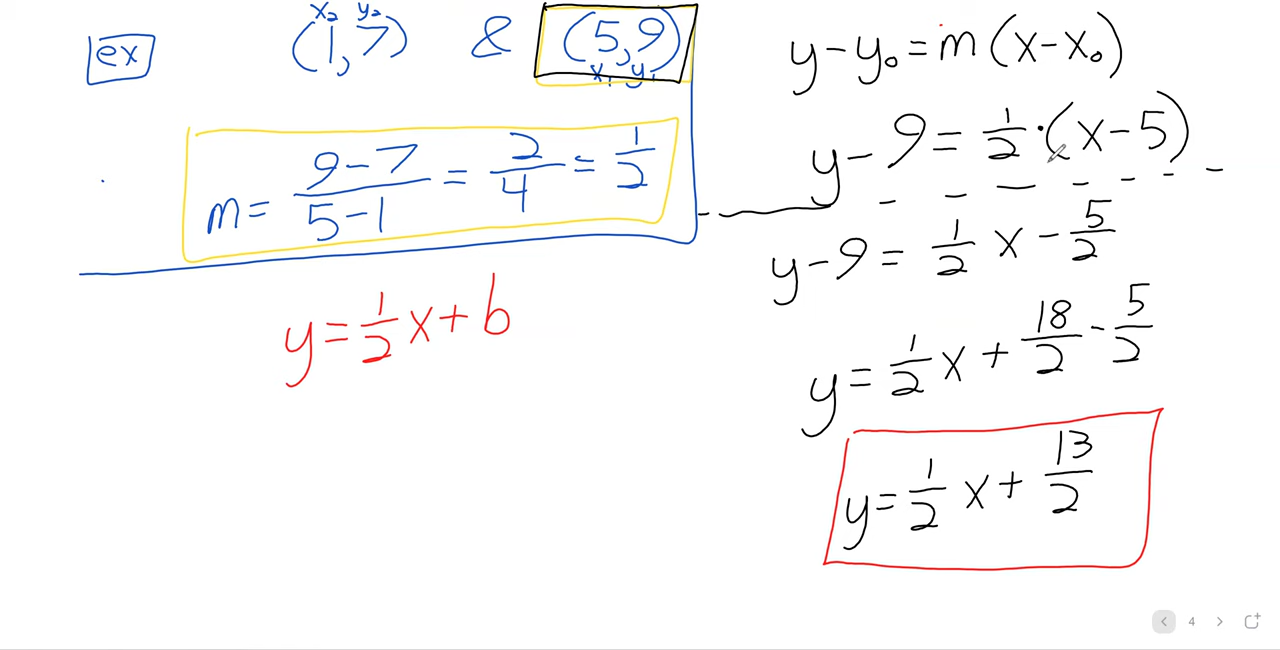 ex (1, 7) & (5, 9)
x₂ y₂ x₁ y₁
m = (9-7)/(5-1) = 2/4 = 1/2
y = 1/2 x + b
y - y₀ = m (x - x₀)
y - 9 = 1/2 · (x - 5)
y - 9 = 1/2 x - 5/2
y = 1/2 x + 18/2 - 5/2
y = 1/2 x + 13/2
4